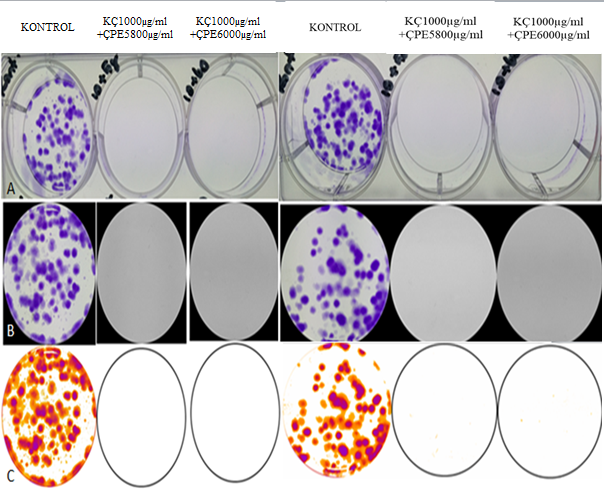 KONTROL
KÇ1000µg/ml
+ÇPE5800µg/ml
KÇ1000µg/ml
+ÇPE6000µg/ml
KONTROL
KÇ1000µg/ml
+ÇPE5800µg/ml
KÇ1000µg/ml
+ÇPE6000µg/ml
A
B
C